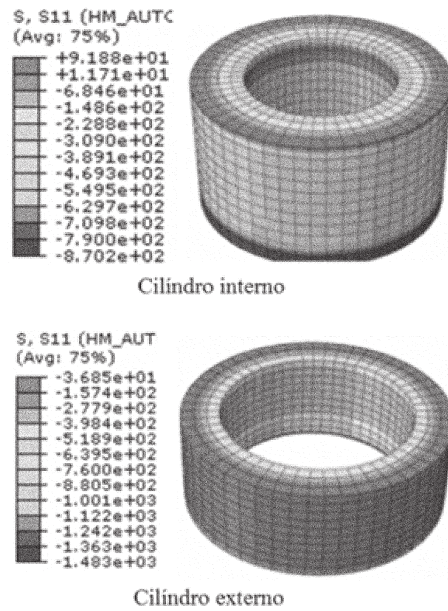 S, S11 (HM_AUTC
(Avg: 75%)
+9.188e+01
+1.171e+01
-6.846e+01
-1.486e+02
-2.288e+02
-3.090e+02
-3.891e+02
-4.693e+02
-5.495e+02
-6.297e+02
-7.098e+02
-7.900e+02
-8.702e+02
Cilindro interno
S, S11 (HM_AUT
(Avg: 75%)
-3.685e+01
-1.574e+02
-2.779e+02
-3.984e+02
-5.189e+02
-6.395e+02
-7.600e+02
-8.805e+02
-1.001e+03
-1.122e+03
-1.242e+03
-1.363e+03
-1.483e+03
Cilindro externo